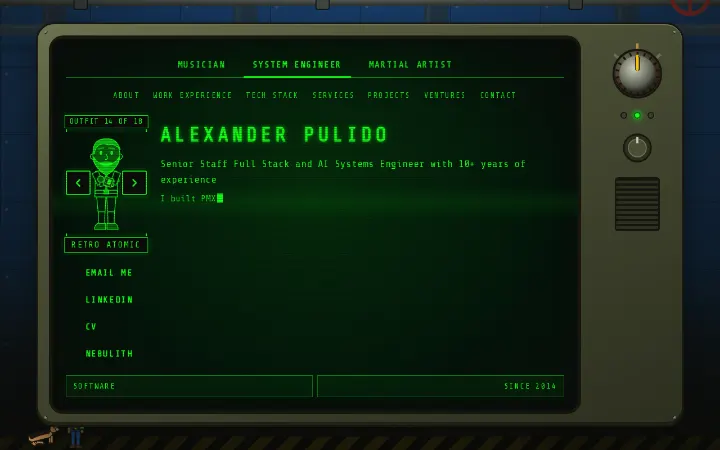 MUSICIAN SYSTEM ENGINEER MARTIAL ARTIST
ABOUT WORK EXPERIENCE TECH STACK SERVICES PROJECTS VENTURES CONTACT
OUTFIT 14 OF 18
ALEXANDER PULIDO
Senior Staff Full Stack and AI Systems Engineer with 10+ years of
experience
I built PMX
RETRO ATOMIC
EMAIL ME
LINKEDIN
CV
NEBULITH
SOFTWARE SINCE 2014